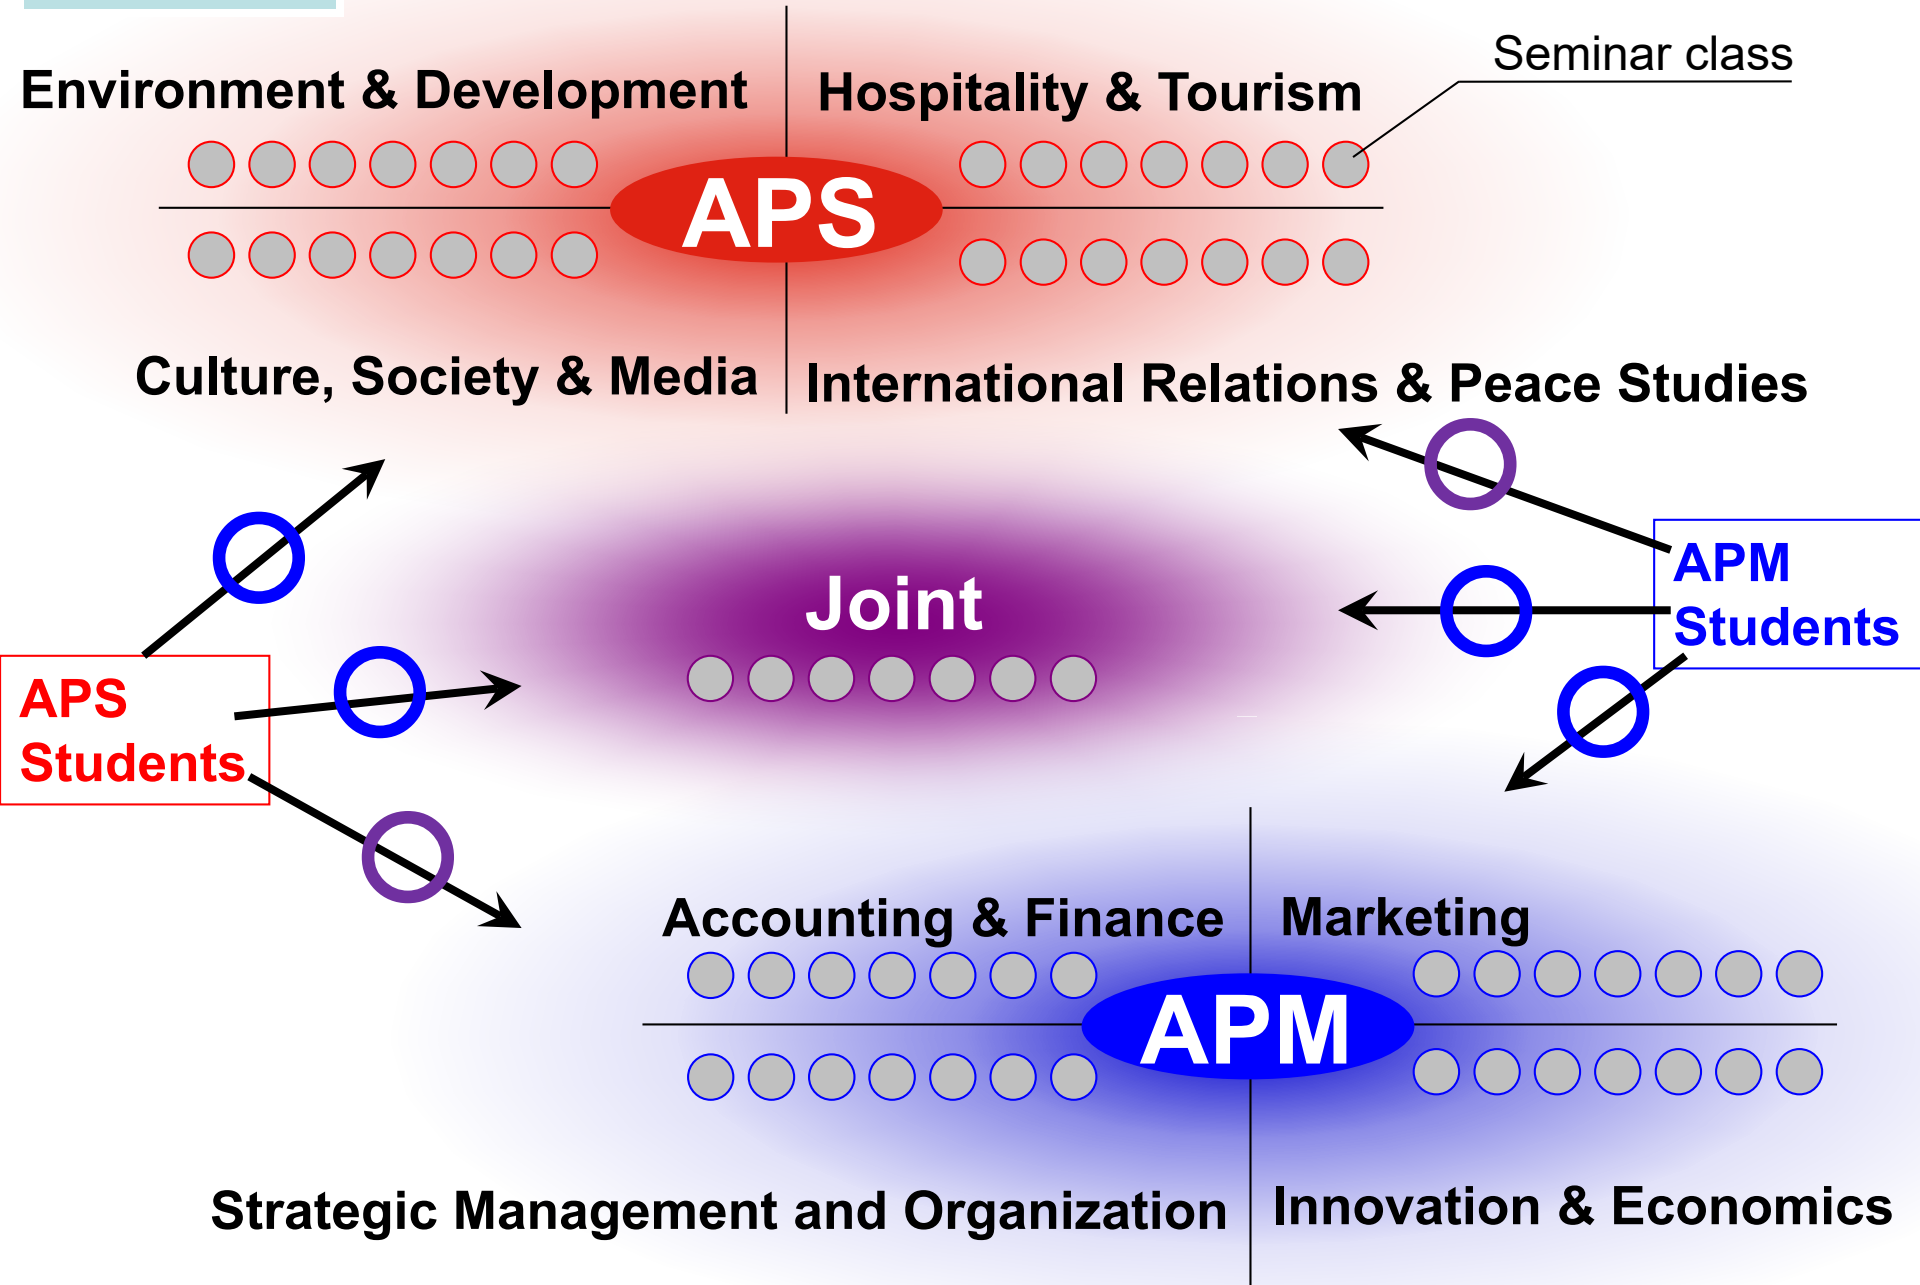 Seminar class
Environment & Development
Hospitality & Tourism
APS
Culture, Society & Media
International Relations & Peace Studies
Joint
APM
Students
APS
Students
Accounting & Finance
Marketing
APM
Strategic Management and Organization
Innovation & Economics